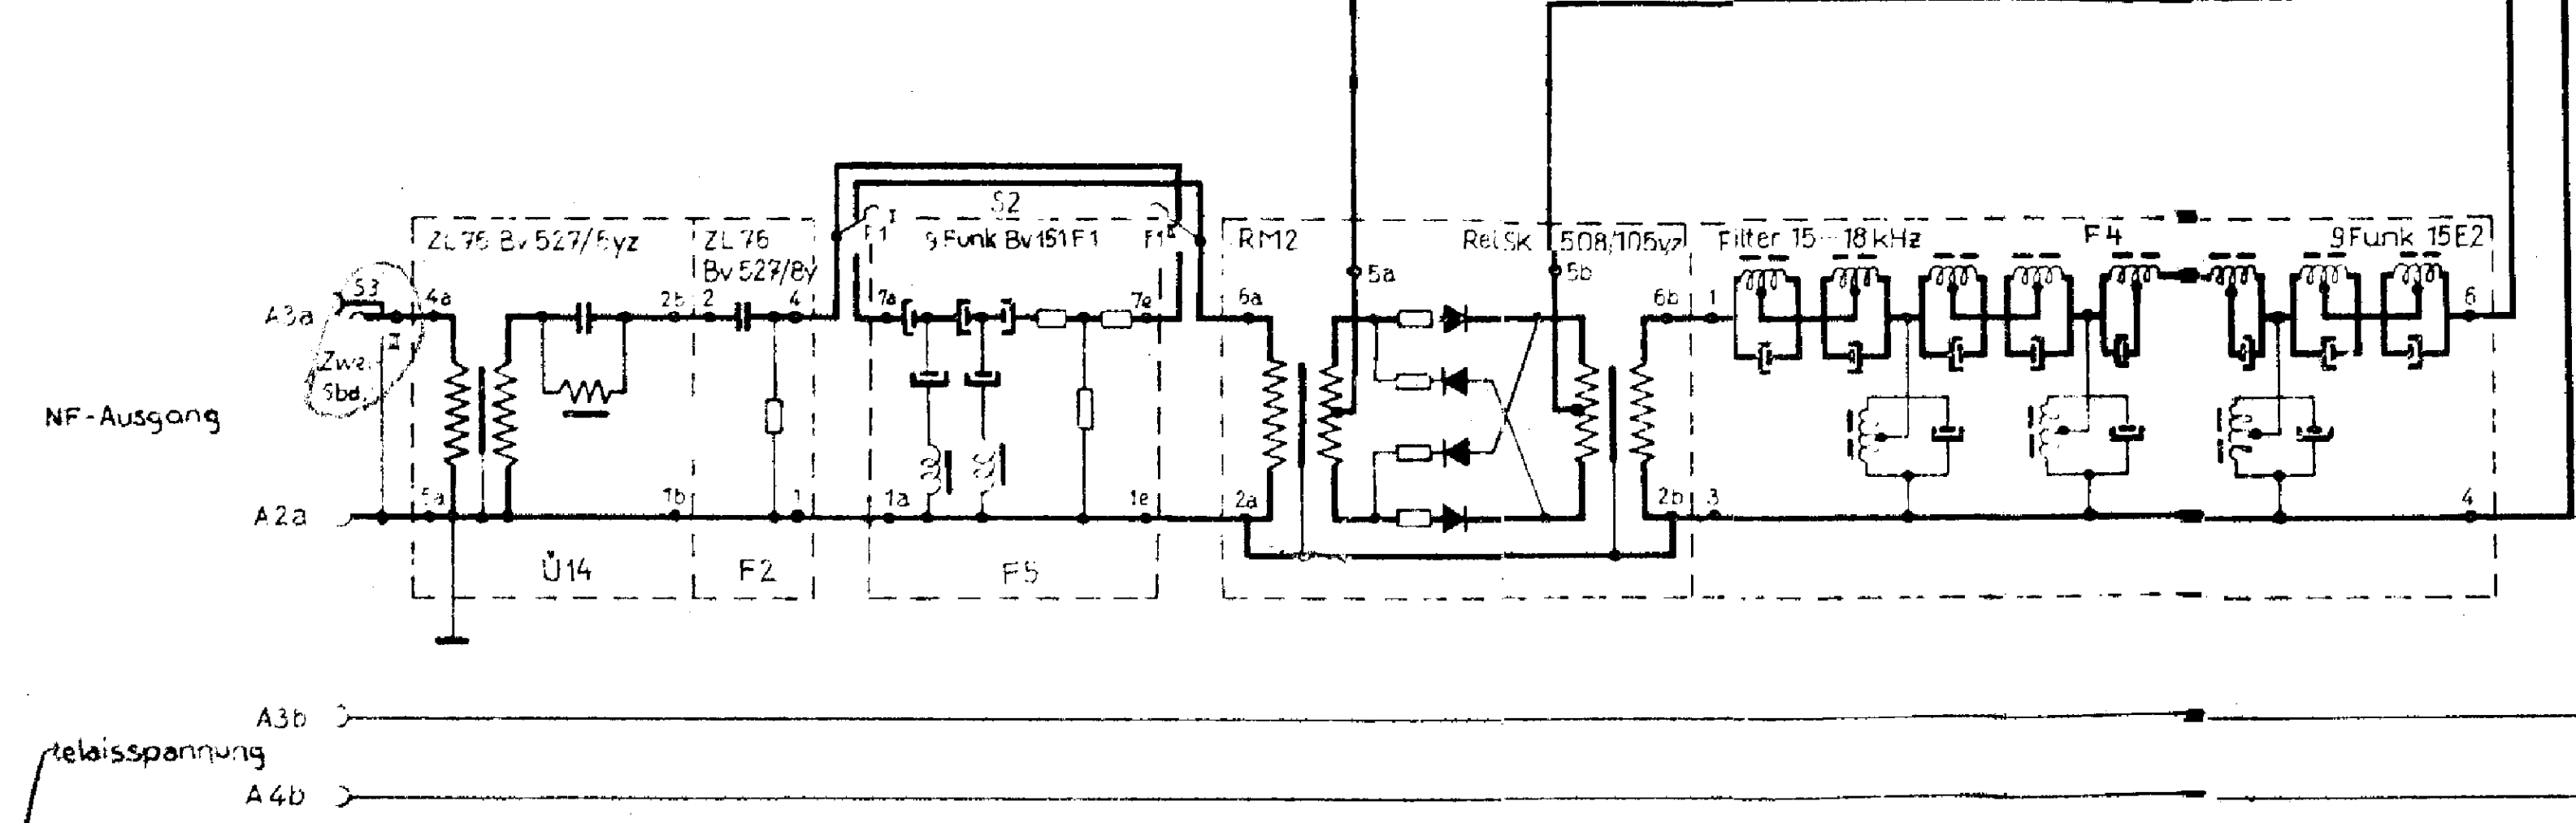 S2
ZL 76 Bv 527/6yz
ZL 76
Bv 527/8y
F1
I
9 Funk Bv 151 F1
F1
II
RM2
Rel Sk 508/105yz
Filter 15--18 kHz
F4
9 Funk 15E2
5a
5b
S3
A3a
4a
2b
2
4
7a
7e
6a
6b
1
6
II
Sbd.
NF-Ausgang
A2a
5a
1b
1
1a
1e
2a
2b
3
4
Ü14
F2
F5
A3b
A4b